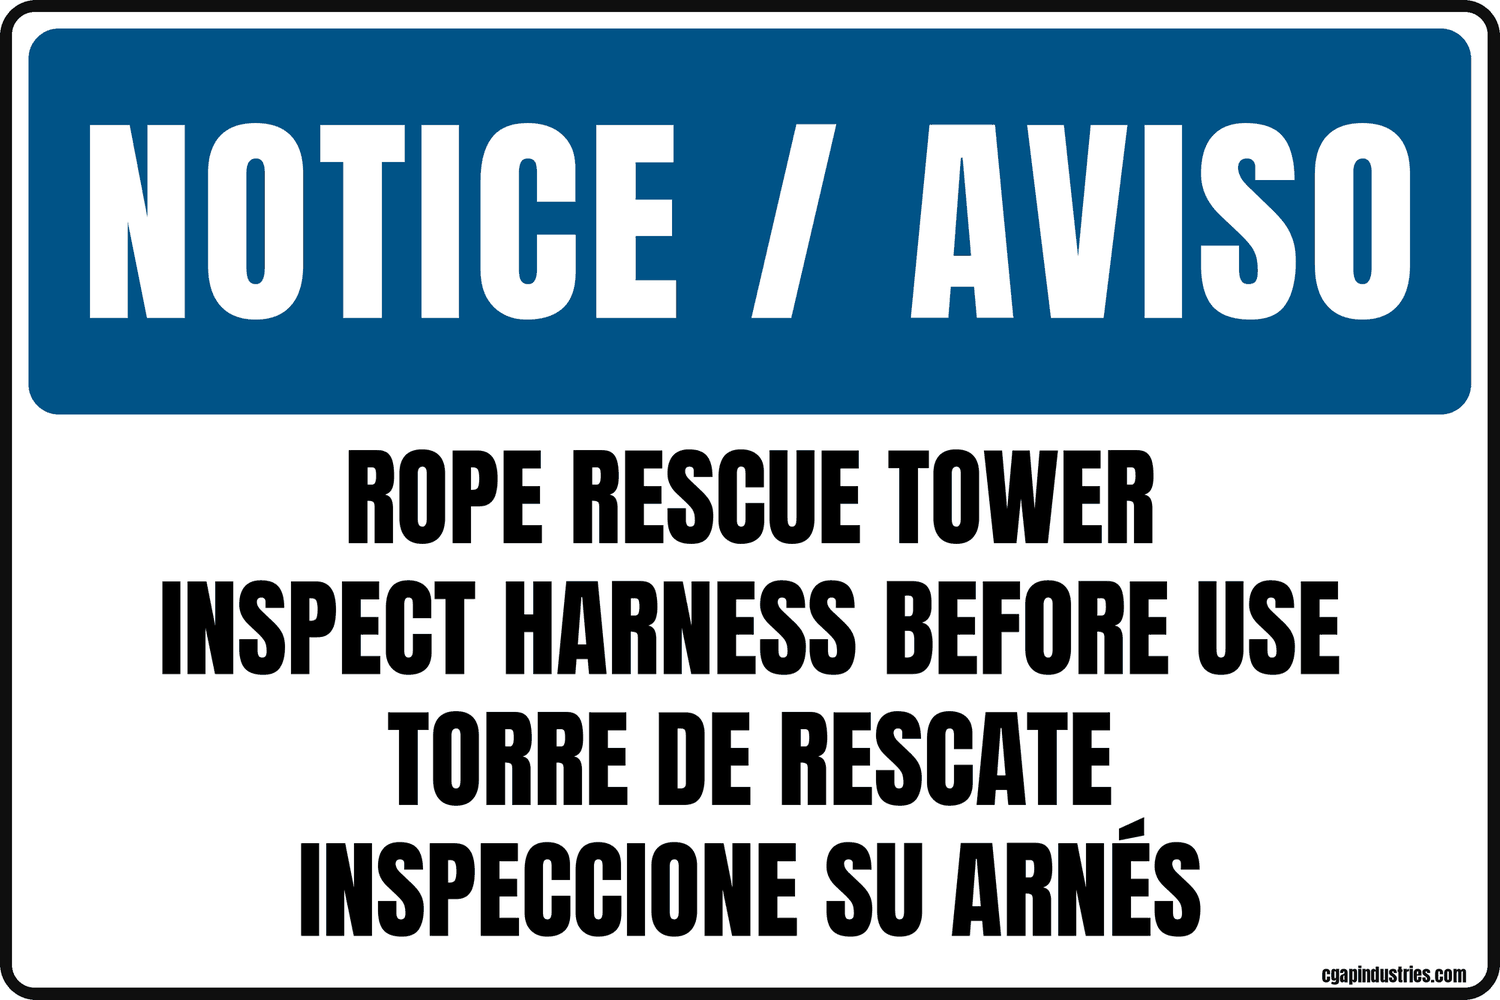 NOTICE / AVISO
ROPE RESCUE TOWER
INSPECT HARNESS BEFORE USE
TORRE DE RESCATE
INSPECCIONE SU ARNÉS
cgapindustries.com